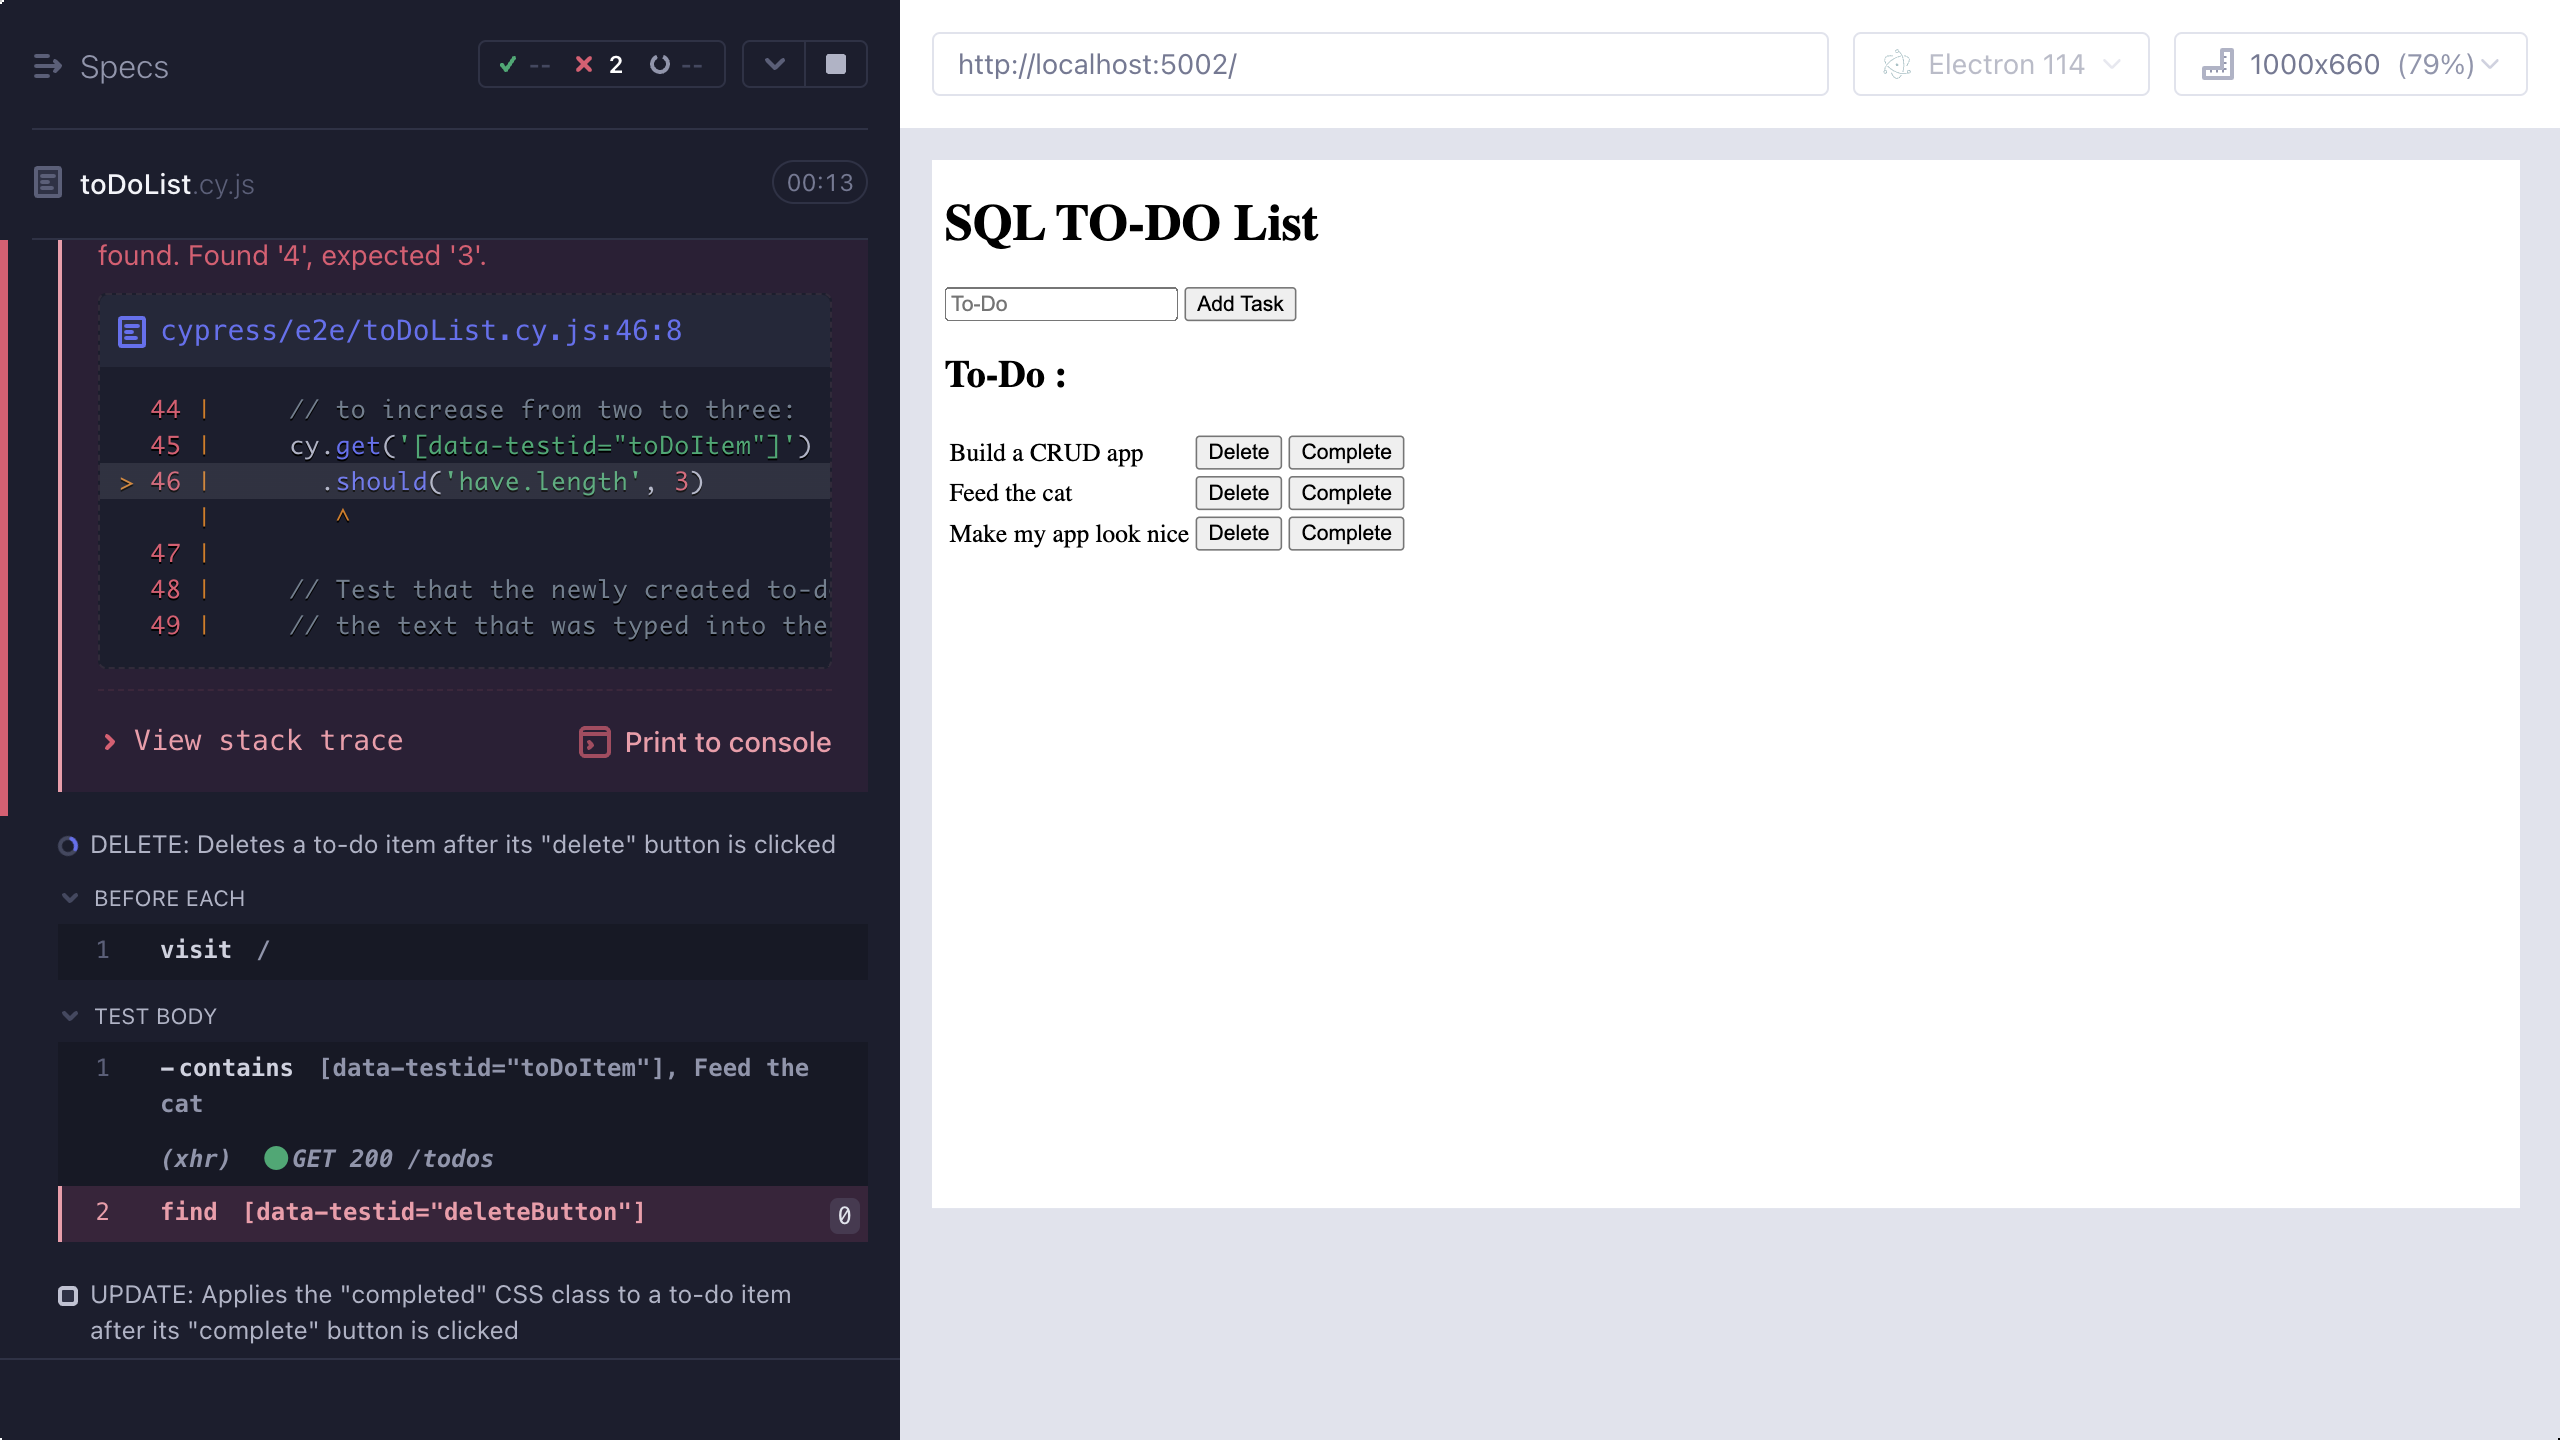 Specs
-- 2 --
toDoList.cy.js
00:13
found. Found '4', expected '3'.
cypress/e2e/toDoList.cy.js:46:8
44 | // to increase from two to three:
45 | cy.get('[data-testid="toDoItem"]')
> 46 | .should('have.length', 3)
| ^
47 |
48 | // Test that the newly created to-d
49 | // the text that was typed into the
View stack trace
Print to console
DELETE: Deletes a to-do item after its "delete" button is clicked
BEFORE EACH
1 visit /
TEST BODY
1 -contains [data-testid="toDoItem"], Feed the
cat
(xhr) GET 200 /todos
2 find [data-testid="deleteButton"] 0
UPDATE: Applies the "completed" CSS class to a to-do item
after its "complete" button is clicked
http://localhost:5002/
Electron 114
1000x660 (79%)
SQL TO-DO List
To-Do Add Task
To-Do :
Build a CRUD app Delete Complete
Feed the cat Delete Complete
Make my app look nice Delete Complete